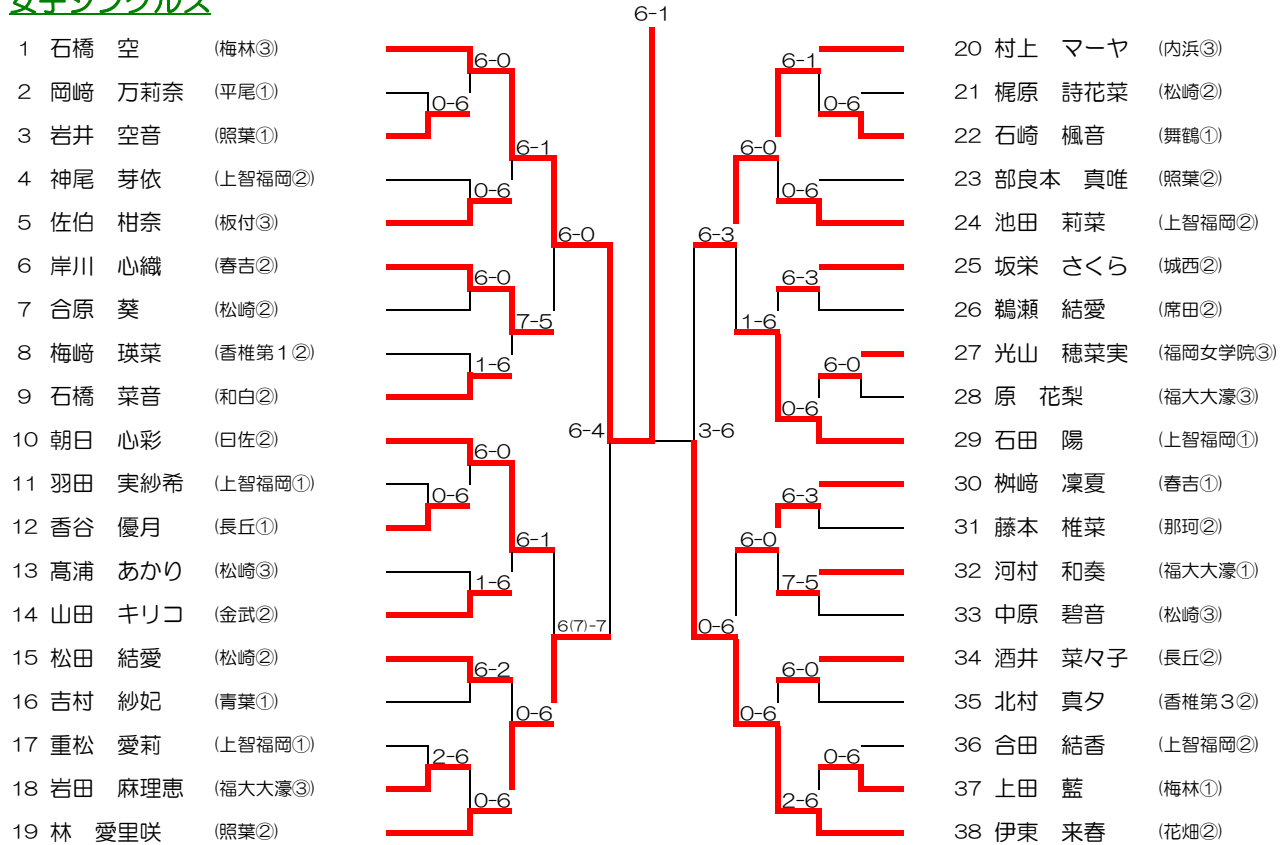 女子シングルス
6-1
1 石橋 空 (梅林③)
2 岡﨑 万莉奈 (平尾①)
3 岩井 空音 (照葉①)
4 神尾 芽依 (上智福岡②)
5 佐伯 柑奈 (板付③)
6 岸川 心織 (春吉②)
7 合原 葵 (松崎②)
8 梅﨑 瑛菜 (香椎第1②)
9 石橋 菜音 (和白②)
10 朝日 心彩 (曰佐②)
11 羽田 実紗希 (上智福岡①)
12 香谷 優月 (長丘①)
13 髙浦 あかり (松崎③)
14 山田 キリコ (金武②)
15 松田 結愛 (松崎②)
16 吉村 紗妃 (青葉①)
17 重松 愛莉 (上智福岡①)
18 岩田 麻理恵 (福大大濠③)
19 林 愛里咲 (照葉②)
6-0
0-6
6-1
0-6
6-0
6-0
7-5
1-6
6-4
6-0
0-6
6-1
1-6
6(7)-7
6-2
0-6
2-6
0-6
6-1
0-6
6-0
0-6
6-3
6-3
1-6
6-0
0-6
3-6
6-3
6-0
7-5
0-6
6-0
0-6
0-6
2-6
20 村上 マーヤ (内浜③)
21 梶原 詩花菜 (松崎②)
22 石崎 楓音 (舞鶴①)
23 部良本 真唯 (照葉②)
24 池田 莉菜 (上智福岡②)
25 坂栄 さくら (城西②)
26 鵜瀬 結愛 (席田②)
27 光山 穂菜実 (福岡女学院③)
28 原 花梨 (福大大濠③)
29 石田 陽 (上智福岡①)
30 桝﨑 凜夏 (春吉①)
31 藤本 椎菜 (那珂②)
32 河村 和奏 (福大大濠①)
33 中原 碧音 (松崎③)
34 酒井 菜々子 (長丘②)
35 北村 真夕 (香椎第3②)
36 合田 結香 (上智福岡②)
37 上田 藍 (梅林①)
38 伊東 来春 (花畑②)